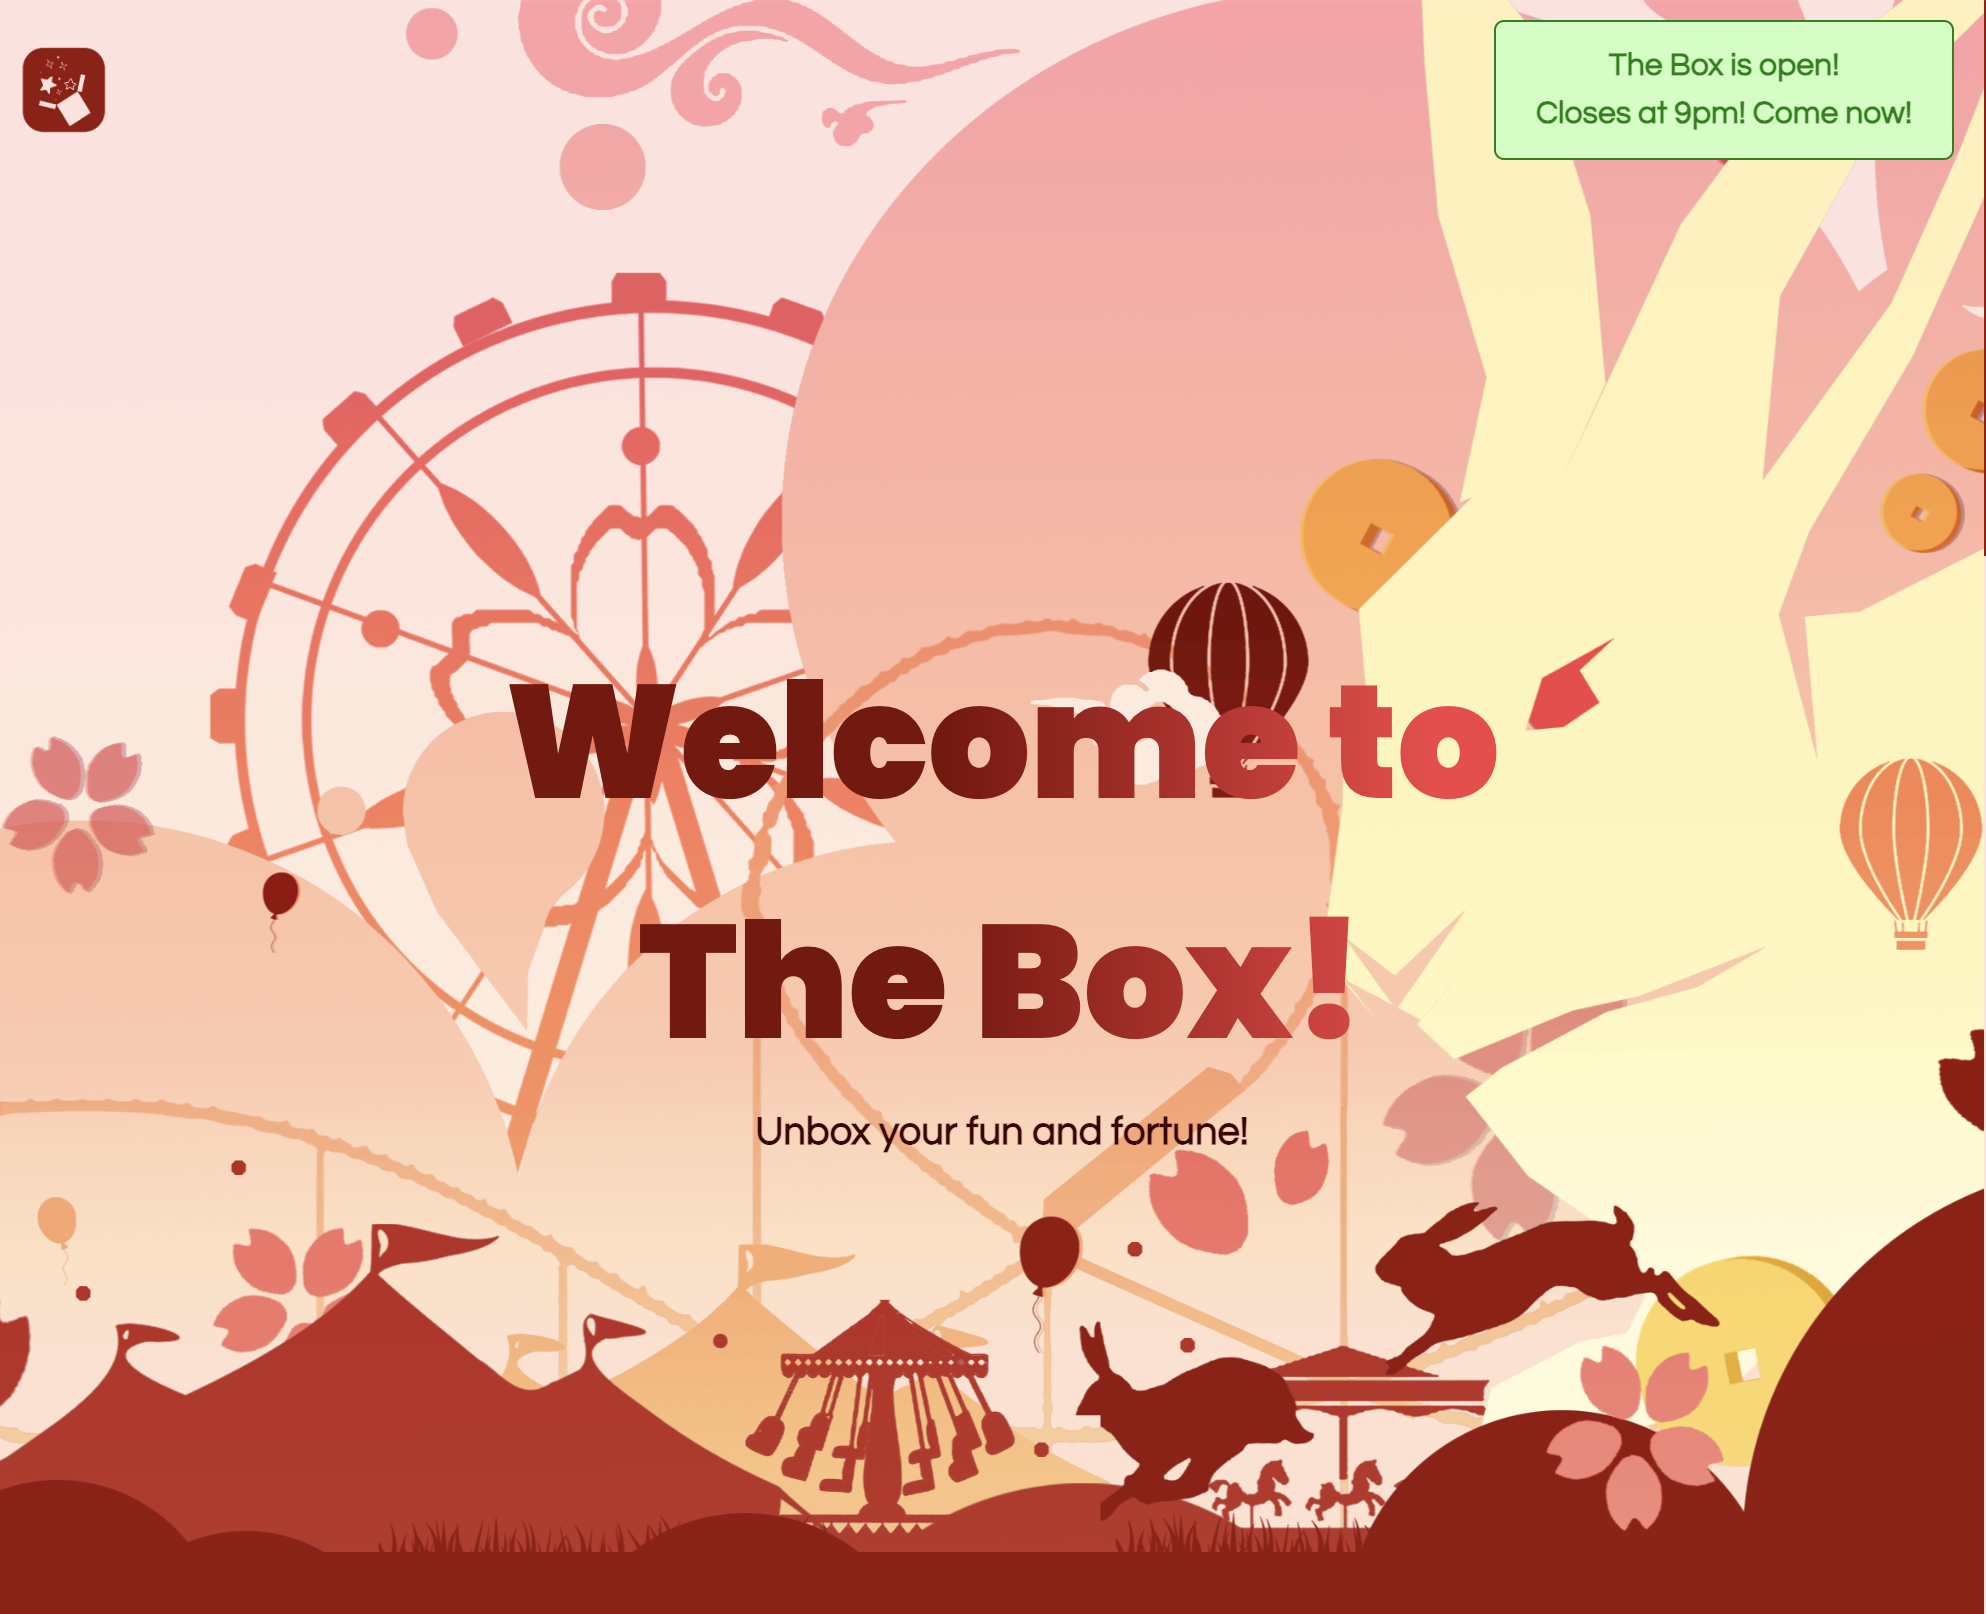 The Box is open!
Closes at 9pm! Come now!
Welcome to
The Box!
Unbox your fun and fortune!